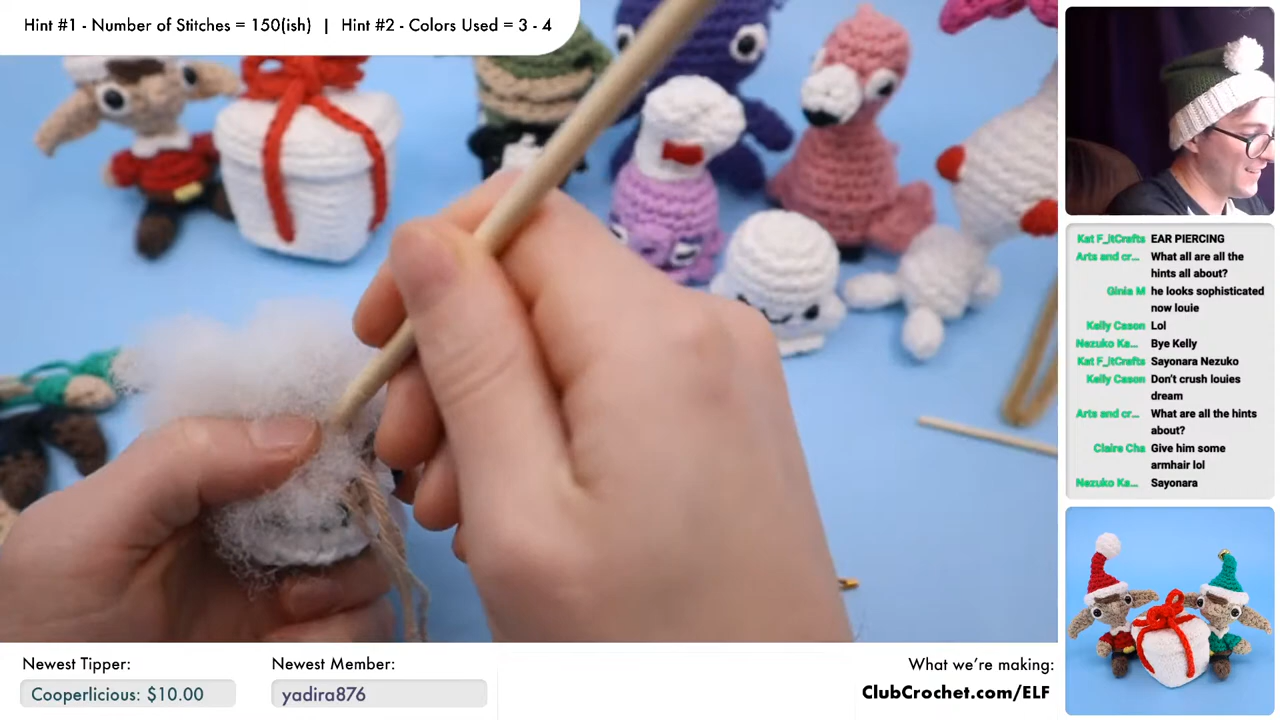 Hint #1 - Number of Stitches = 150(ish) | Hint #2 - Colors Used = 3 - 4
Kat F_itCrafts EAR PIERCING
Arts and cr... What all are all the
hints all about?
Ginia M he looks sophisticated
now louie
Kelly Cason Lol
Nezuko Ka... Bye Kelly
Kat F_itCrafts Sayonara Nezuko
Kelly Cason Don't crush louies
dream
Arts and cr... What are all the hints
about?
Claire Cha Give him some
armhair lol
Nezuko Ka... Sayonara
Newest Tipper:
Cooperlicious: $10.00
Newest Member:
yadira876
What we're making:
ClubCrochet.com/ELF